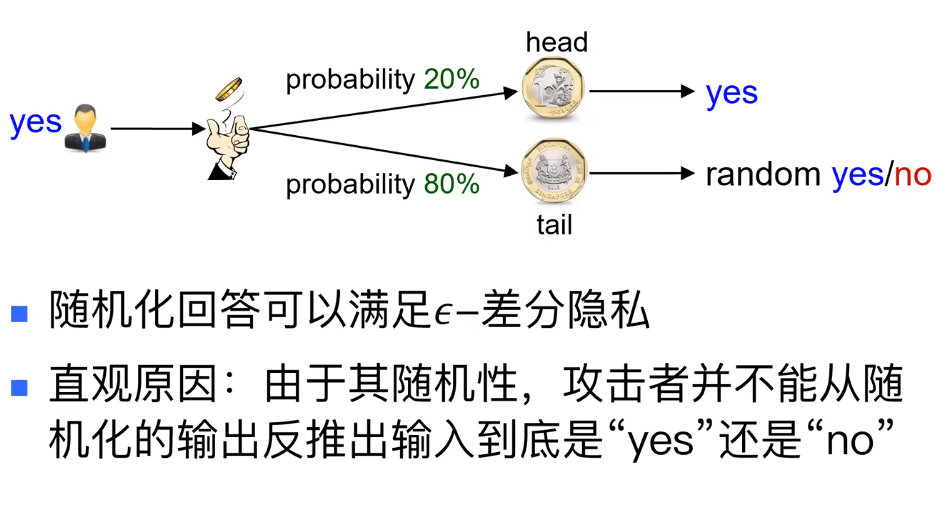 head
probability 20%
yes
yes
random yes/no
probability 80%
tail
随机化回答可以满足ϵ-差分隐私
直观原因：由于其随机性，攻击者并不能从随
机化的输出反推出输入到底是“yes”还是“no”